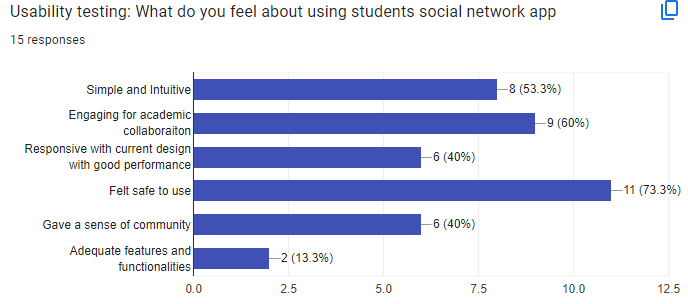 Usability testing: What do you feel about using students social network app
15 responses
Simple and Intuitive
8 (53.3%)
Engaging for academic
collaboraiton
9 (60%)
Responsive with current design
with good performance
6 (40%)
Felt safe to use
11 (73.3%)
Gave a sense of community
6 (40%)
Adequate features and
functionalities
2 (13.3%)
0.0 2.5 5.0 7.5 10.0 12.5